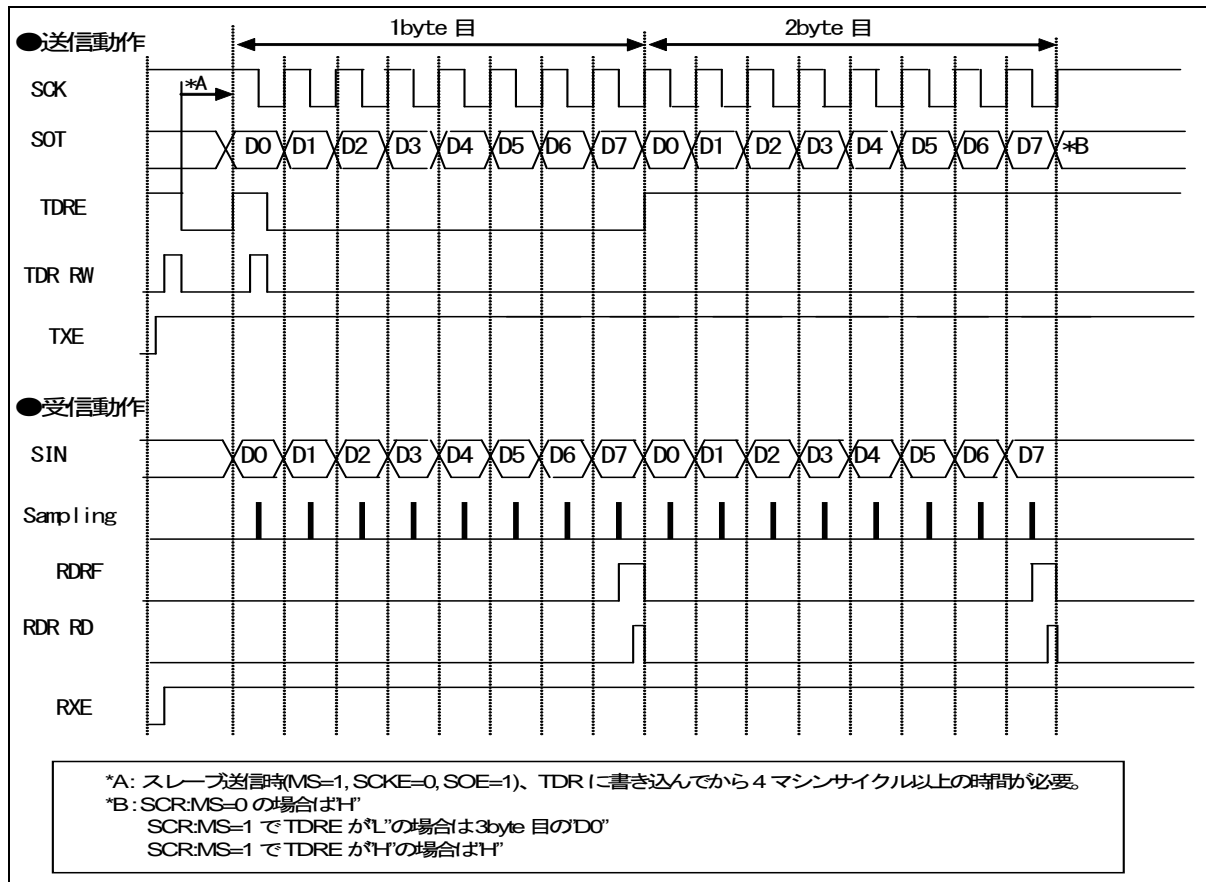 1byte 目 2byte 目
●送信動作
SCK *A
SOT D0 D1 D2 D3 D4 D5 D6 D7 D0 D1 D2 D3 D4 D5 D6 D7 *B
TDRE
TDR RW
TXE
●受信動作
SIN D0 D1 D2 D3 D4 D5 D6 D7 D0 D1 D2 D3 D4 D5 D6 D7
Sampling
RDRF
RDR RD
RXE
*A: スレーブ送信時(MS=1, SCKE=0, SOE=1)、TDR に書き込んでから 4 マシンサイクル以上の時間が必要。
*B : SCR:MS=0 の場合は"H"
SCR:MS=1 で TDRE が"L"の場合は 3byte 目の"D0"
SCR:MS=1 で TDRE が"H"の場合は"H"